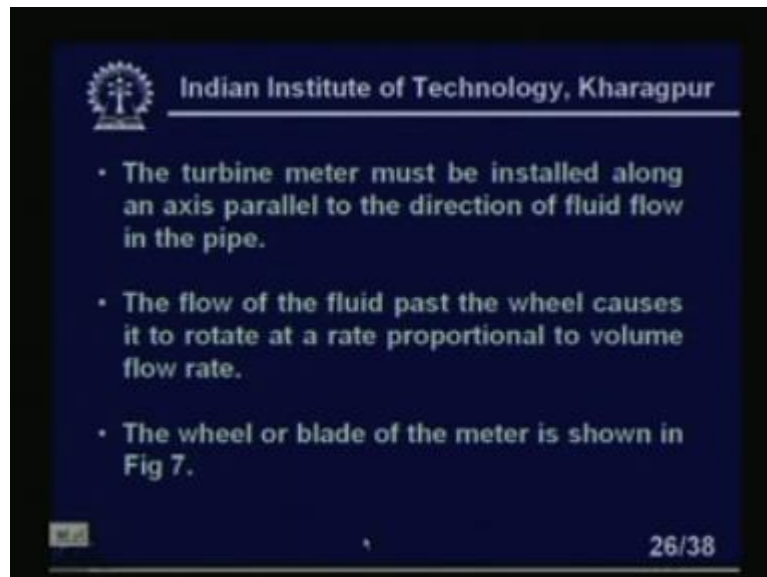 Indian Institute of Technology, Kharagpur
• The turbine meter must be installed along
an axis parallel to the direction of fluid flow
in the pipe.
• The flow of the fluid past the wheel causes
it to rotate at a rate proportional to volume
flow rate.
• The wheel or blade of the meter is shown in
Fig 7.
26/38